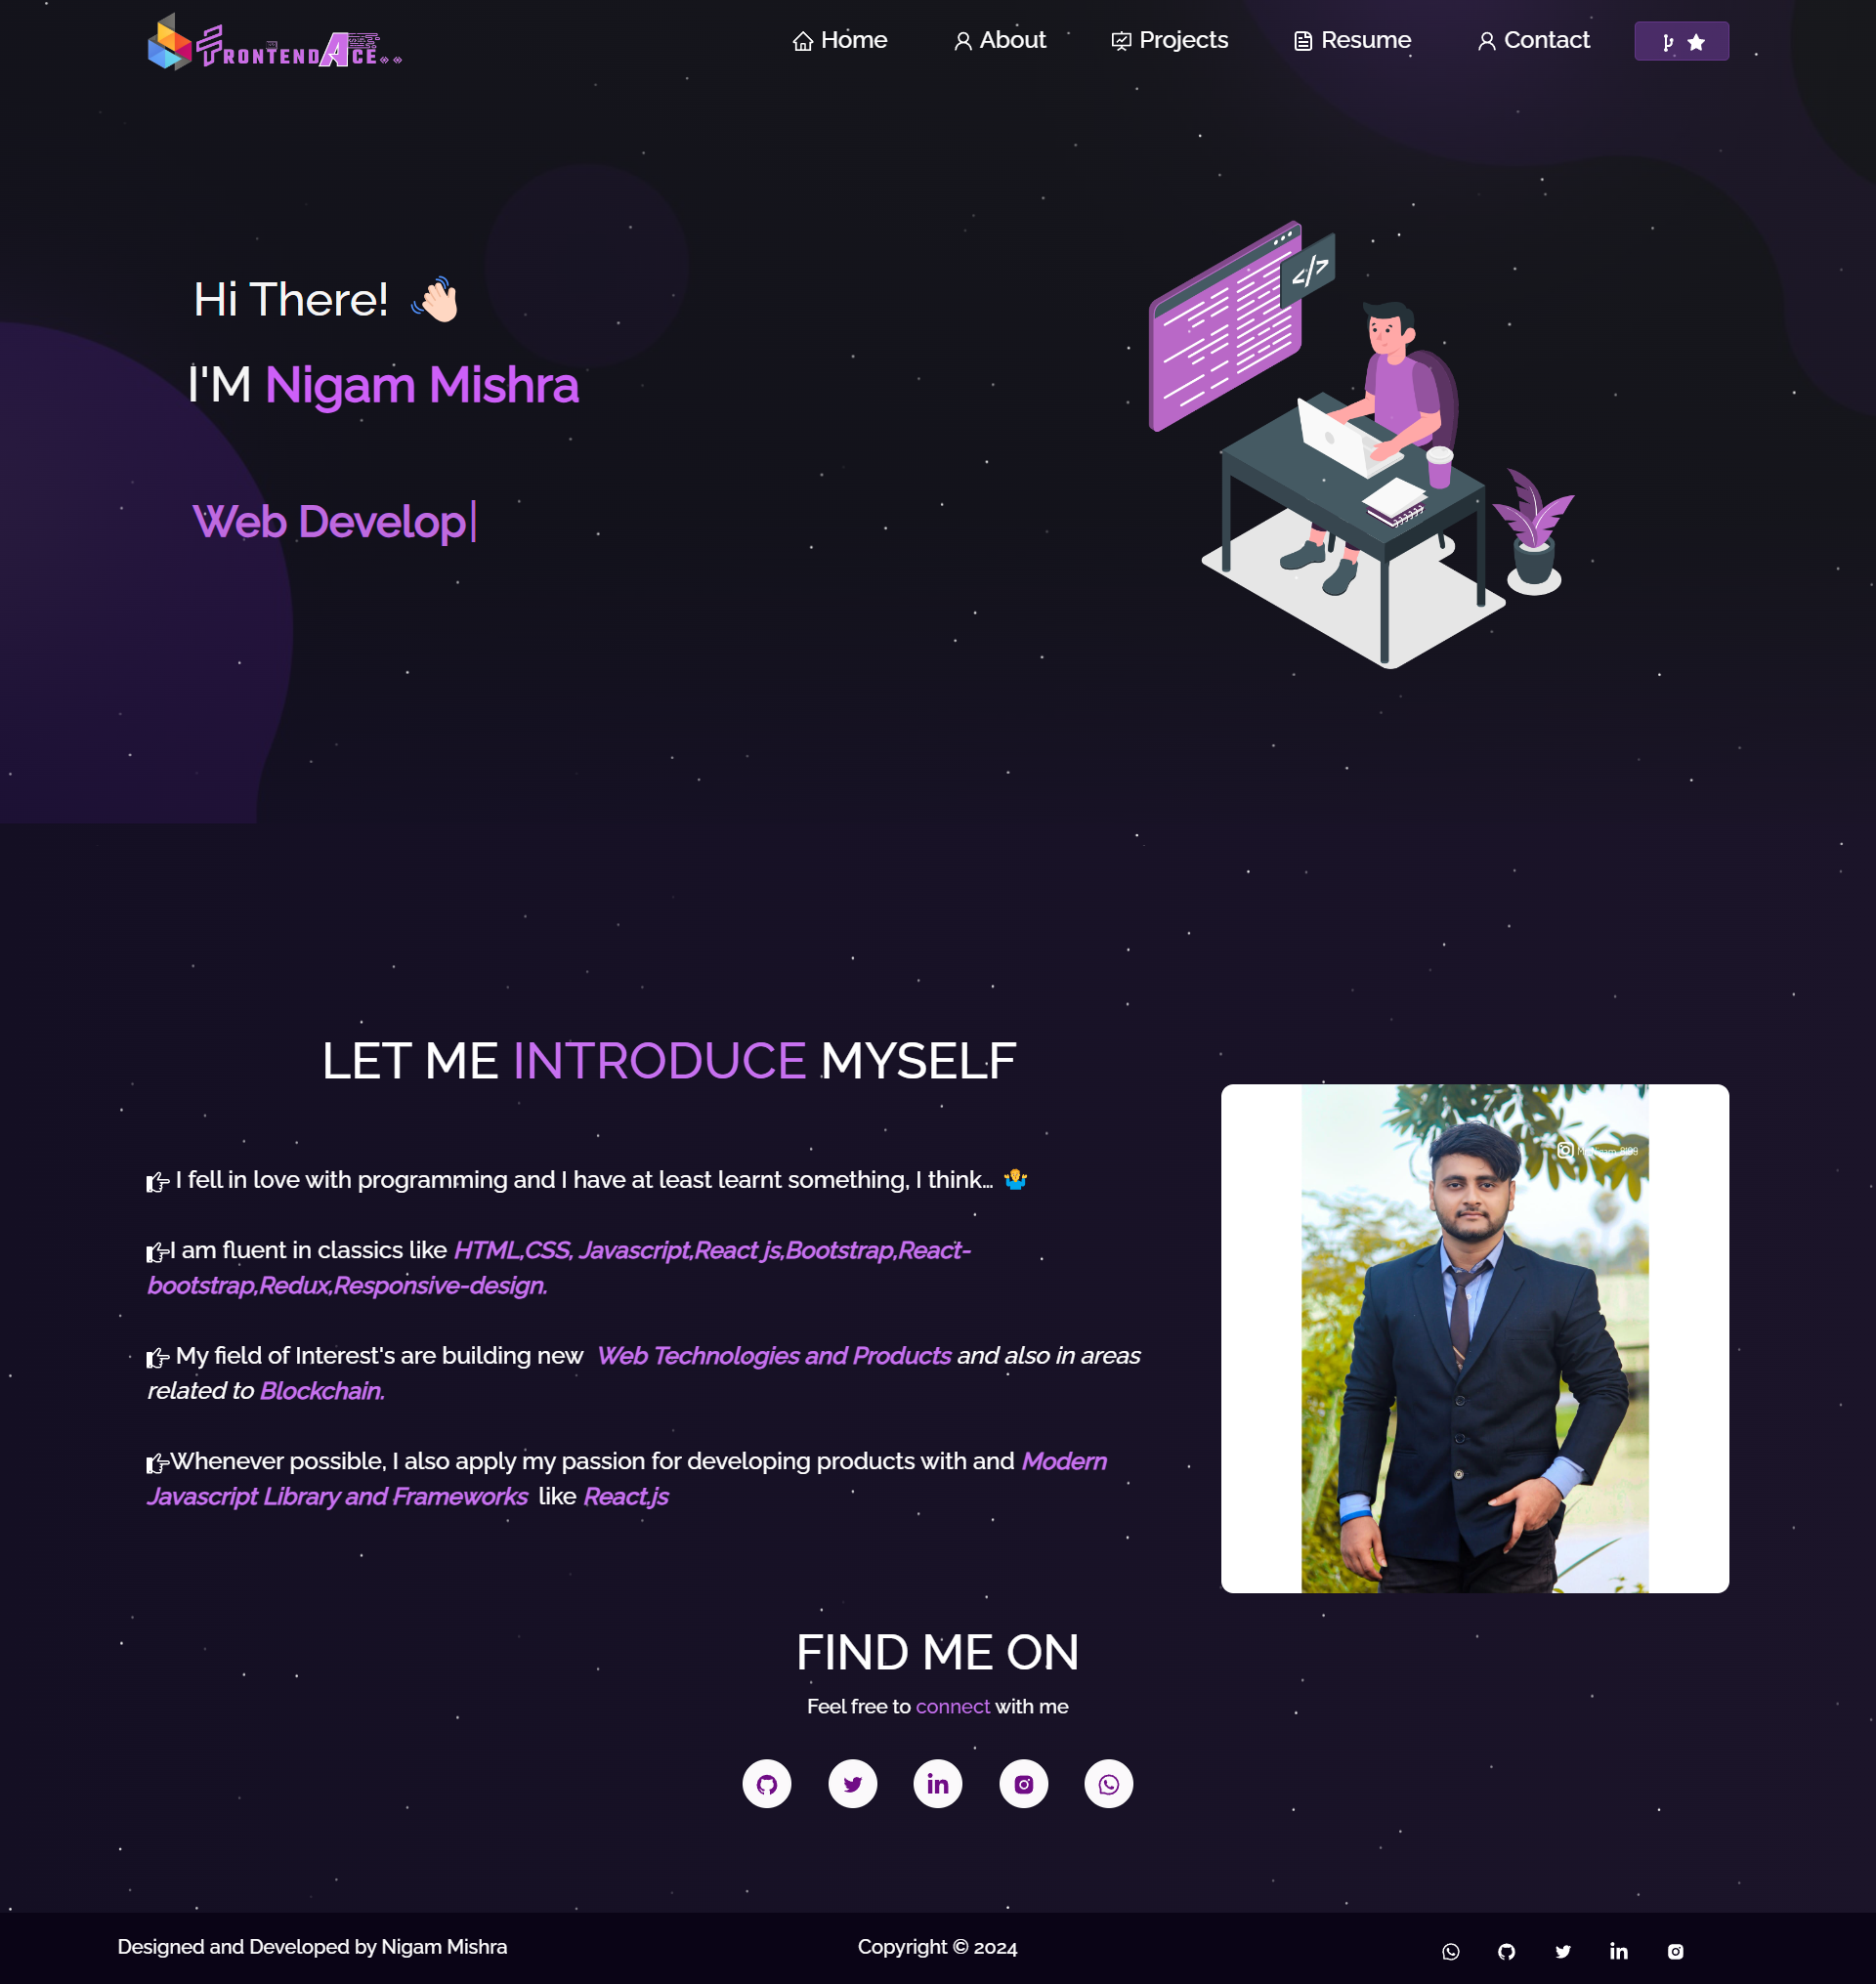 FRONTENDACE
Home
About
Projects
Resume
Contact
Hi There! 👋🏻
I'M Nigam Mishra
</>
Web Develop|
LET ME INTRODUCE MYSELF
I fell in love with programming and I have at least learnt something, I think… 🤷‍♂️
I am fluent in classics like HTML,CSS, Javascript,React js,Bootstrap,React-
bootstrap,Redux,Responsive-design.
My field of Interest's are building new Web Technologies and Products and also in areas
related to Blockchain.
Whenever possible, I also apply my passion for developing products with and Modern
Javascript Library and Frameworks like React.js
FIND ME ON
Feel free to connect with me
Designed and Developed by Nigam Mishra
Copyright © 2024